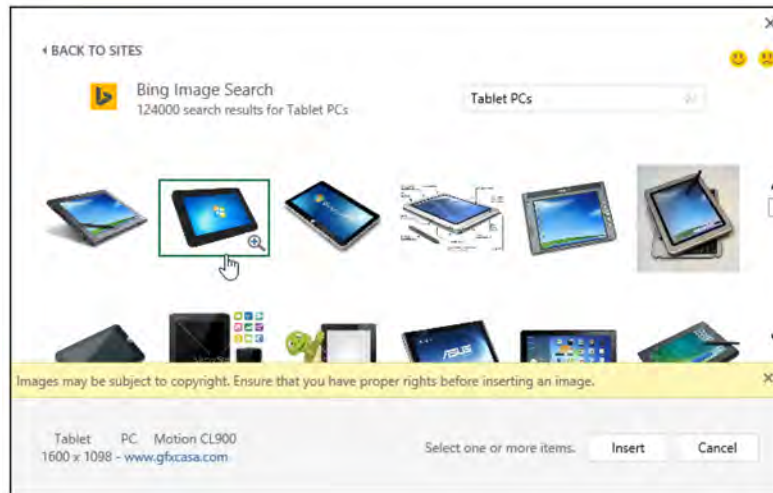 BACK TO SITES
Bing Image Search
124000 search results for Tablet PCs
Tablet PCs
ASUS
Images may be subject to copyright. Ensure that you have proper rights before inserting an image.
Tablet PC Motion CL900
1600 x 1098 - www.gfxcasa.com
Select one or more items.
Insert
Cancel